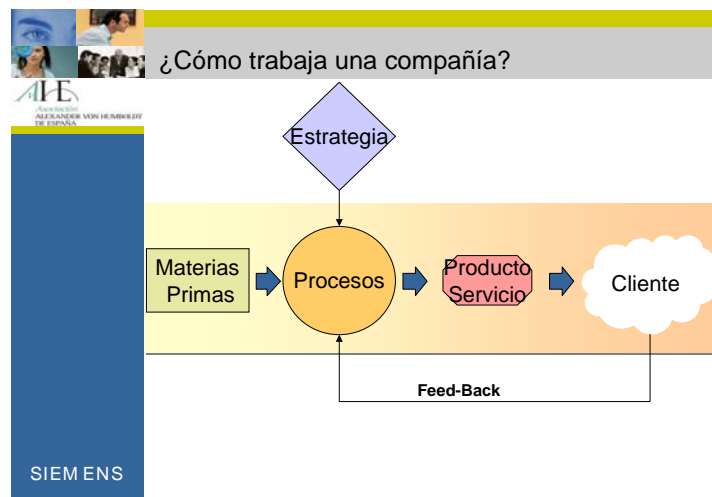 ¿Cómo trabaja una compañía?
AHE
Asociación
ALEXANDER VON HUMBOLDT
DE ESPAÑA
Estrategia
Materias
Primas
Procesos
Producto
Servicio
Cliente
Feed-Back
SIEMENS